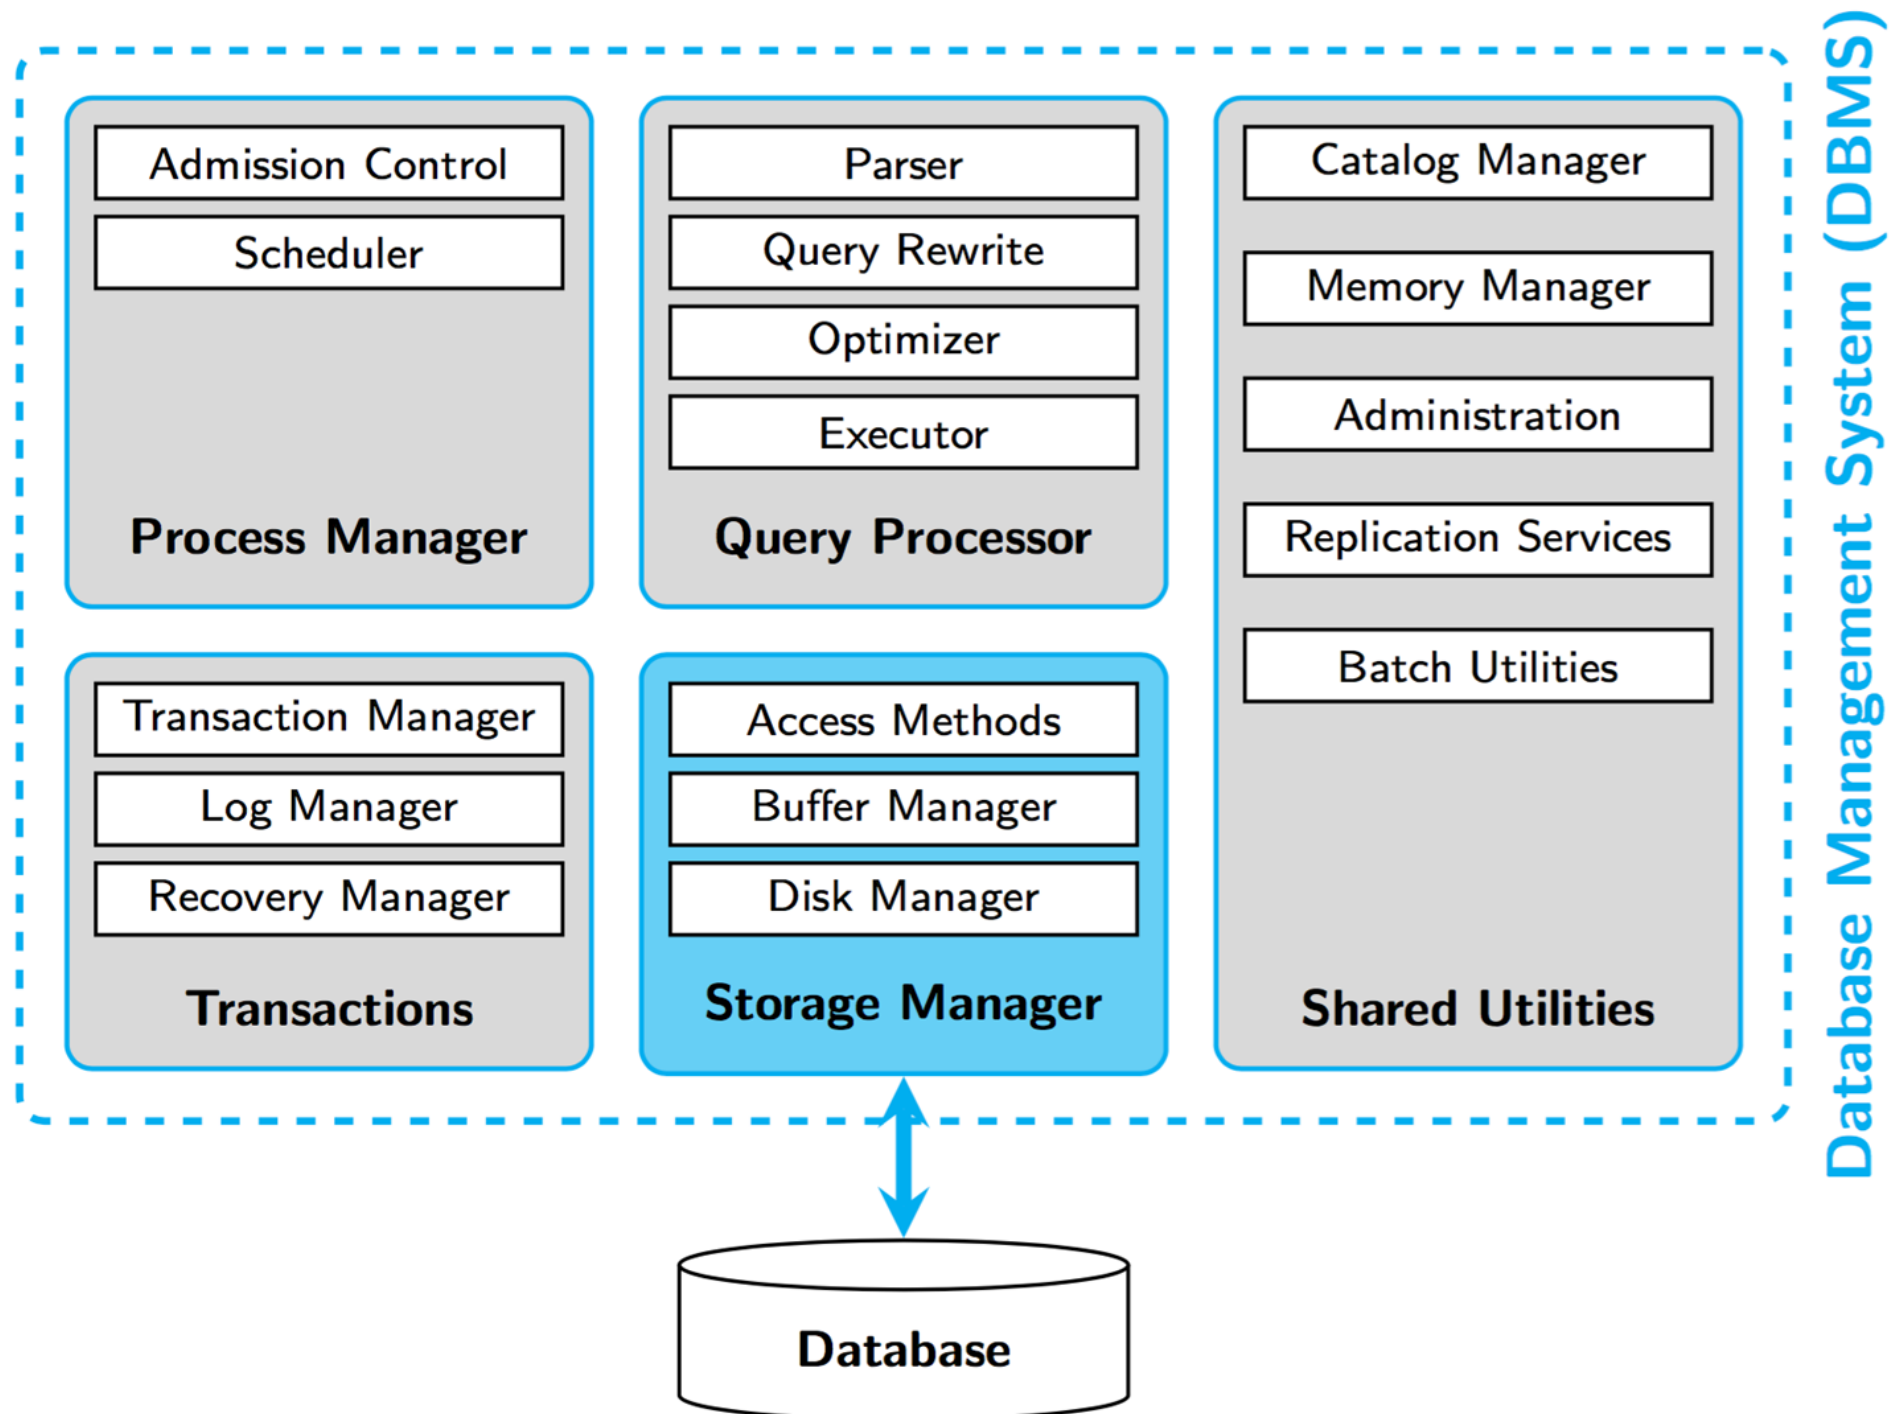 Admission Control
Scheduler
Process Manager
Parser
Query Rewrite
Optimizer
Executor
Query Processor
Catalog Manager
Memory Manager
Administration
Replication Services
Batch Utilities
Shared Utilities
Transaction Manager
Log Manager
Recovery Manager
Transactions
Access Methods
Buffer Manager
Disk Manager
Storage Manager
Database
Database Management System (DBMS)